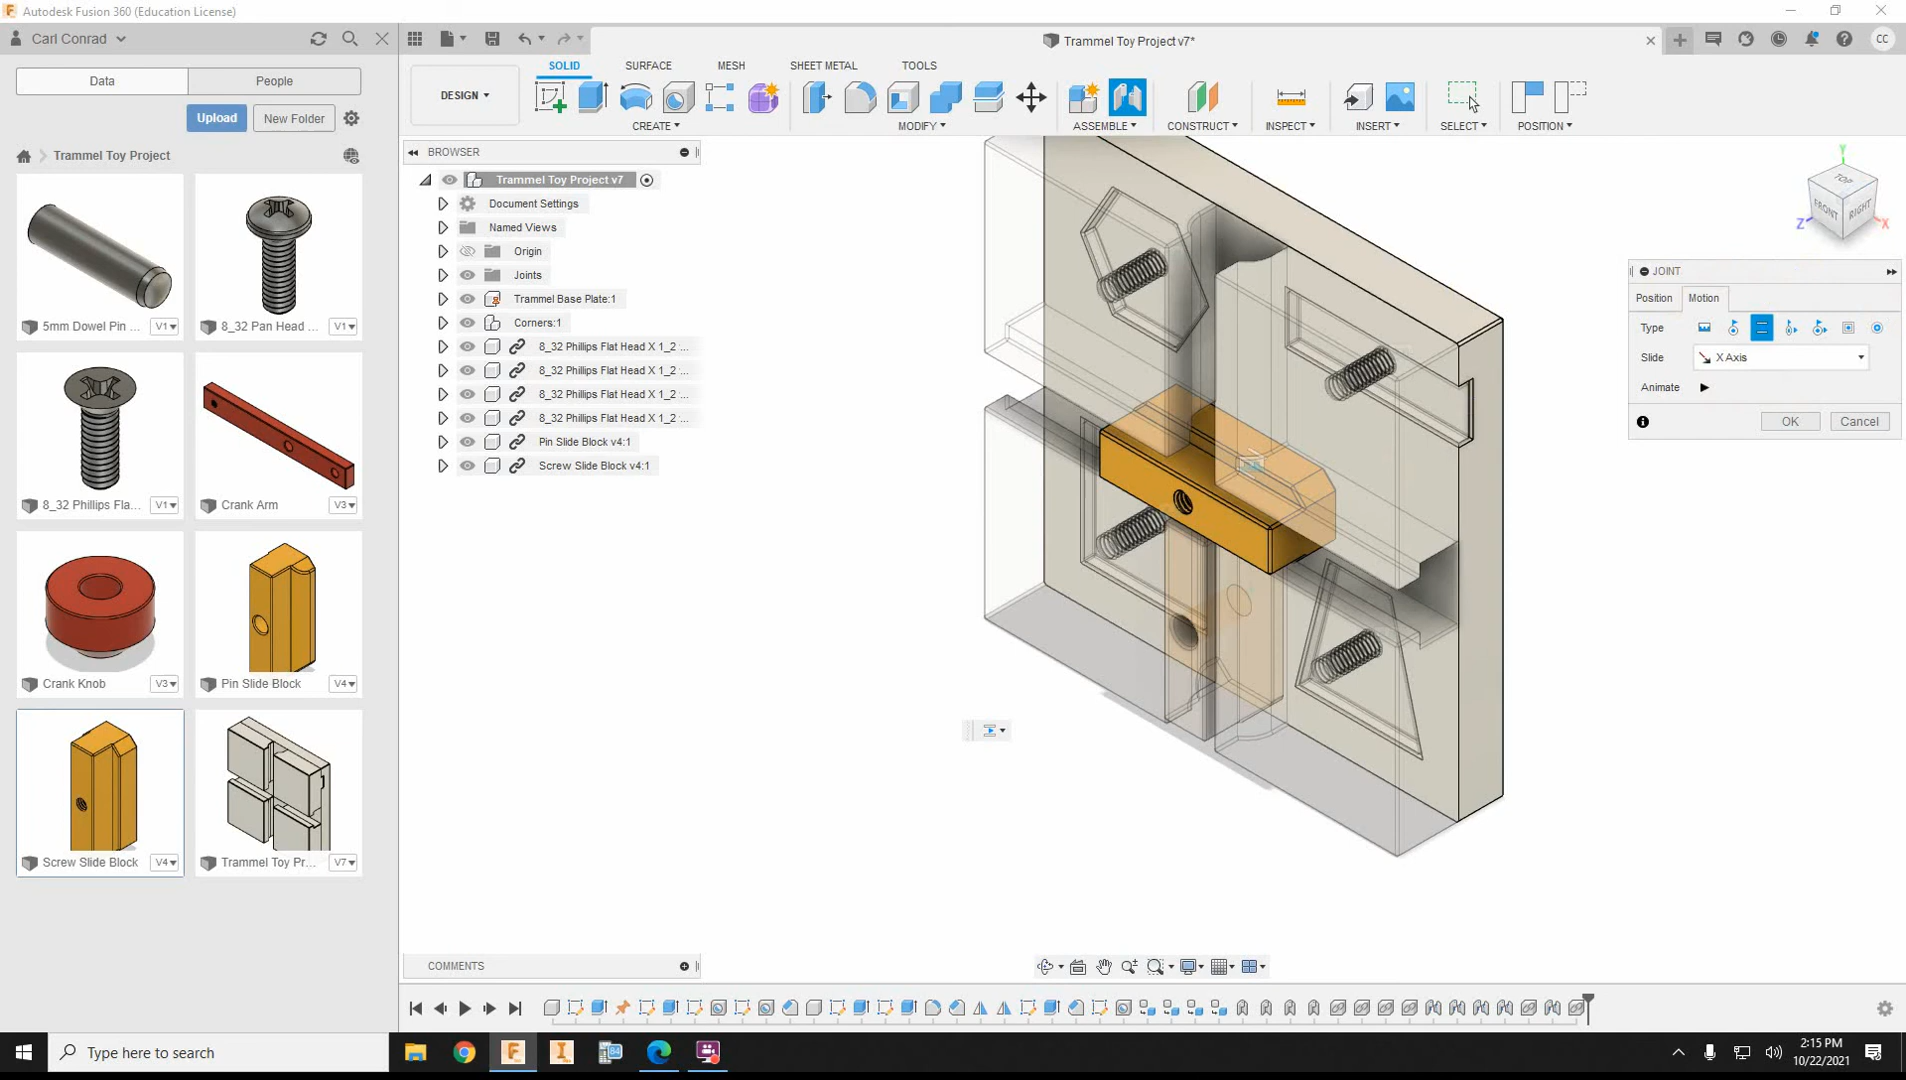 Autodesk Fusion 360 (Education License)
Carl Conrad
Trammel Toy Project v7*
CC
Data
People
Upload
New Folder
Trammel Toy Project
5mm Dowel Pin ...
V1
8_32 Pan Head ...
V1
8_32 Phillips Fla...
V1
Crank Arm
V3
Crank Knob
V3
Pin Slide Block
V4
Screw Slide Block
V4
Trammel Toy Pr...
V7
SOLID
SURFACE
MESH
SHEET METAL
TOOLS
DESIGN
CREATE
MODIFY
ASSEMBLE
CONSTRUCT
INSPECT
INSERT
SELECT
POSITION
BROWSER
Trammel Toy Project v7
Document Settings
Named Views
Origin
Joints
Trammel Base Plate:1
Corners:1
8_32 Phillips Flat Head X 1_2 ...
8_32 Phillips Flat Head X 1_2 ...
8_32 Phillips Flat Head X 1_2 ...
8_32 Phillips Flat Head X 1_2 ...
Pin Slide Block v4:1
Screw Slide Block v4:1
Y
TOP
FRONT
RIGHT
Z
X
JOINT
Position
Motion
Type
Slide
X Axis
Animate
OK
Cancel
COMMENTS
Type here to search
2:15 PM
10/22/2021